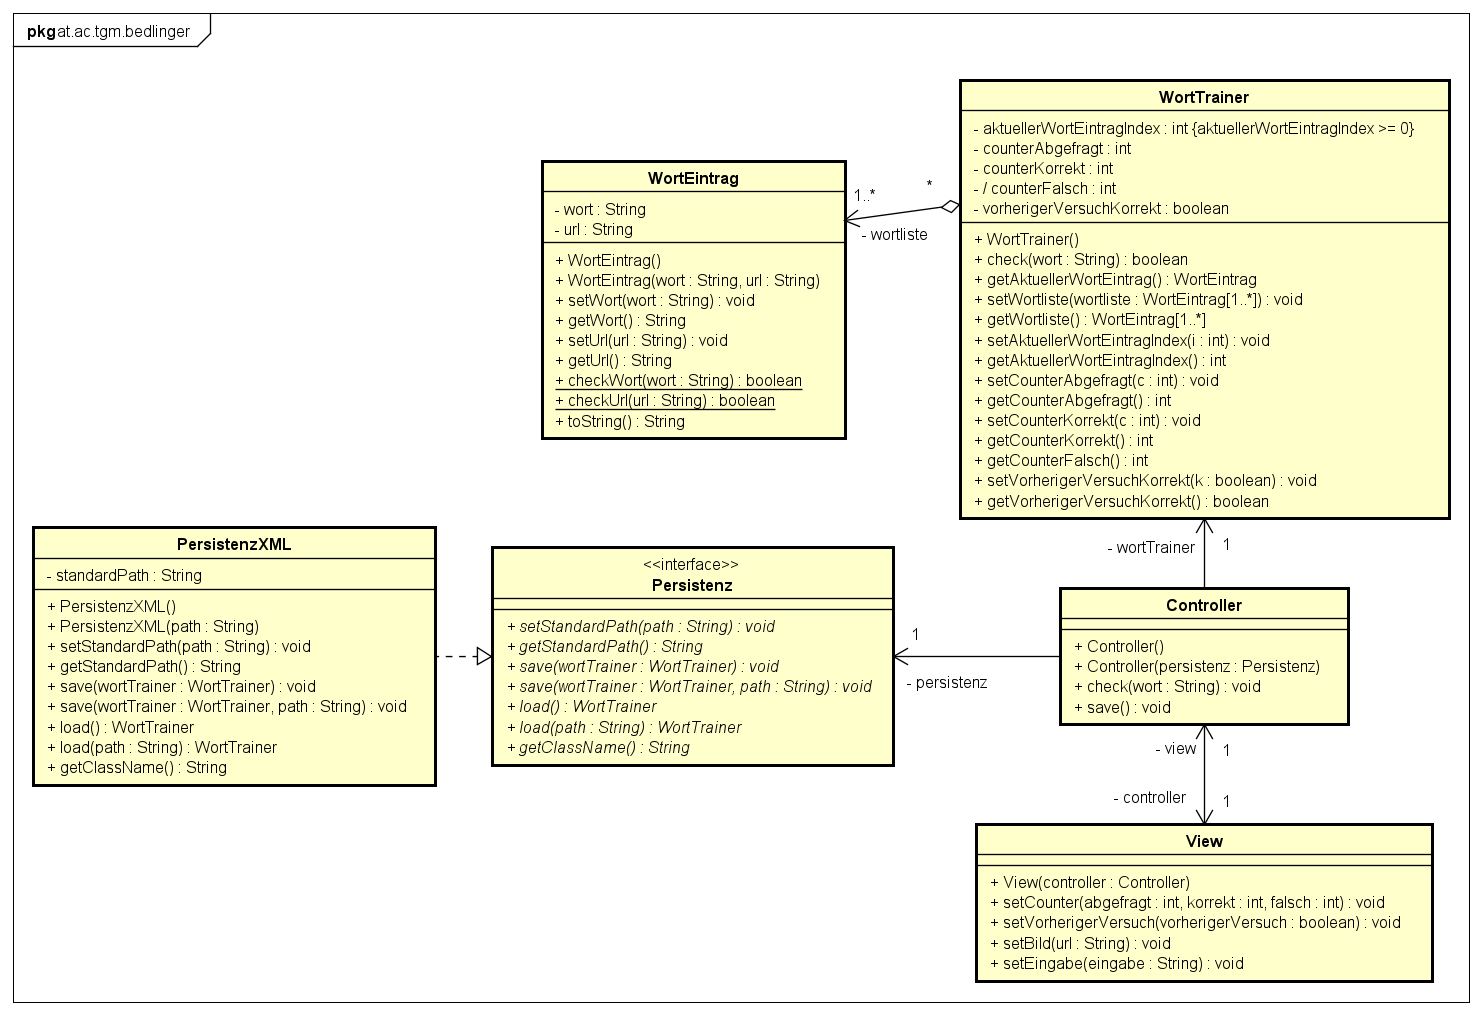 pkg at.ac.tgm.bedlinger
WortTrainer
- aktuellerWortEintragIndex : int {aktuellerWortEintragIndex >= 0}
- counterAbgefragt : int
- counterKorrekt : int
- / counterFalsch : int
- vorherigerVersuchKorrekt : boolean
+ WortTrainer()
+ check(wort : String) : boolean
+ getAktuellerWortEintrag() : WortEintrag
+ setWortliste(wortliste : WortEintrag[1..*]) : void
+ getWortliste() : WortEintrag[1..*]
+ setAktuellerWortEintragIndex(i : int) : void
+ getAktuellerWortEintragIndex() : int
+ setCounterAbgefragt(c : int) : void
+ getCounterAbgefragt() : int
+ setCounterKorrekt(c : int) : void
+ getCounterKorrekt() : int
+ getCounterFalsch() : int
+ setVorherigerVersuchKorrekt(k : boolean) : void
+ getVorherigerVersuchKorrekt() : boolean
WortEintrag
- wort : String
- url : String
+ WortEintrag()
+ WortEintrag(wort : String, url : String)
+ setWort(wort : String) : void
+ getWort() : String
+ setUrl(url : String) : void
+ getUrl() : String
+ checkWort(wort : String) : boolean
+ checkUrl(url : String) : boolean
+ toString() : String
1..*
*
- wortliste
PersistenzXML
- standardPath : String
+ PersistenzXML()
+ PersistenzXML(path : String)
+ setStandardPath(path : String) : void
+ getStandardPath() : String
+ save(wortTrainer : WortTrainer) : void
+ save(wortTrainer : WortTrainer, path : String) : void
+ load() : WortTrainer
+ load(path : String) : WortTrainer
+ getClassName() : String
<<interface>>
Persistenz
+ setStandardPath(path : String) : void
+ getStandardPath() : String
+ save(wortTrainer : WortTrainer) : void
+ save(wortTrainer : WortTrainer, path : String) : void
+ load() : WortTrainer
+ load(path : String) : WortTrainer
+ getClassName() : String
1
- persistenz
- wortTrainer
1
Controller
+ Controller()
+ Controller(persistenz : Persistenz)
+ check(wort : String) : void
+ save() : void
- view
1
- controller
1
View
+ View(controller : Controller)
+ setCounter(abgefragt : int, korrekt : int, falsch : int) : void
+ setVorherigerVersuch(vorherigerVersuch : boolean) : void
+ setBild(url : String) : void
+ setEingabe(eingabe : String) : void